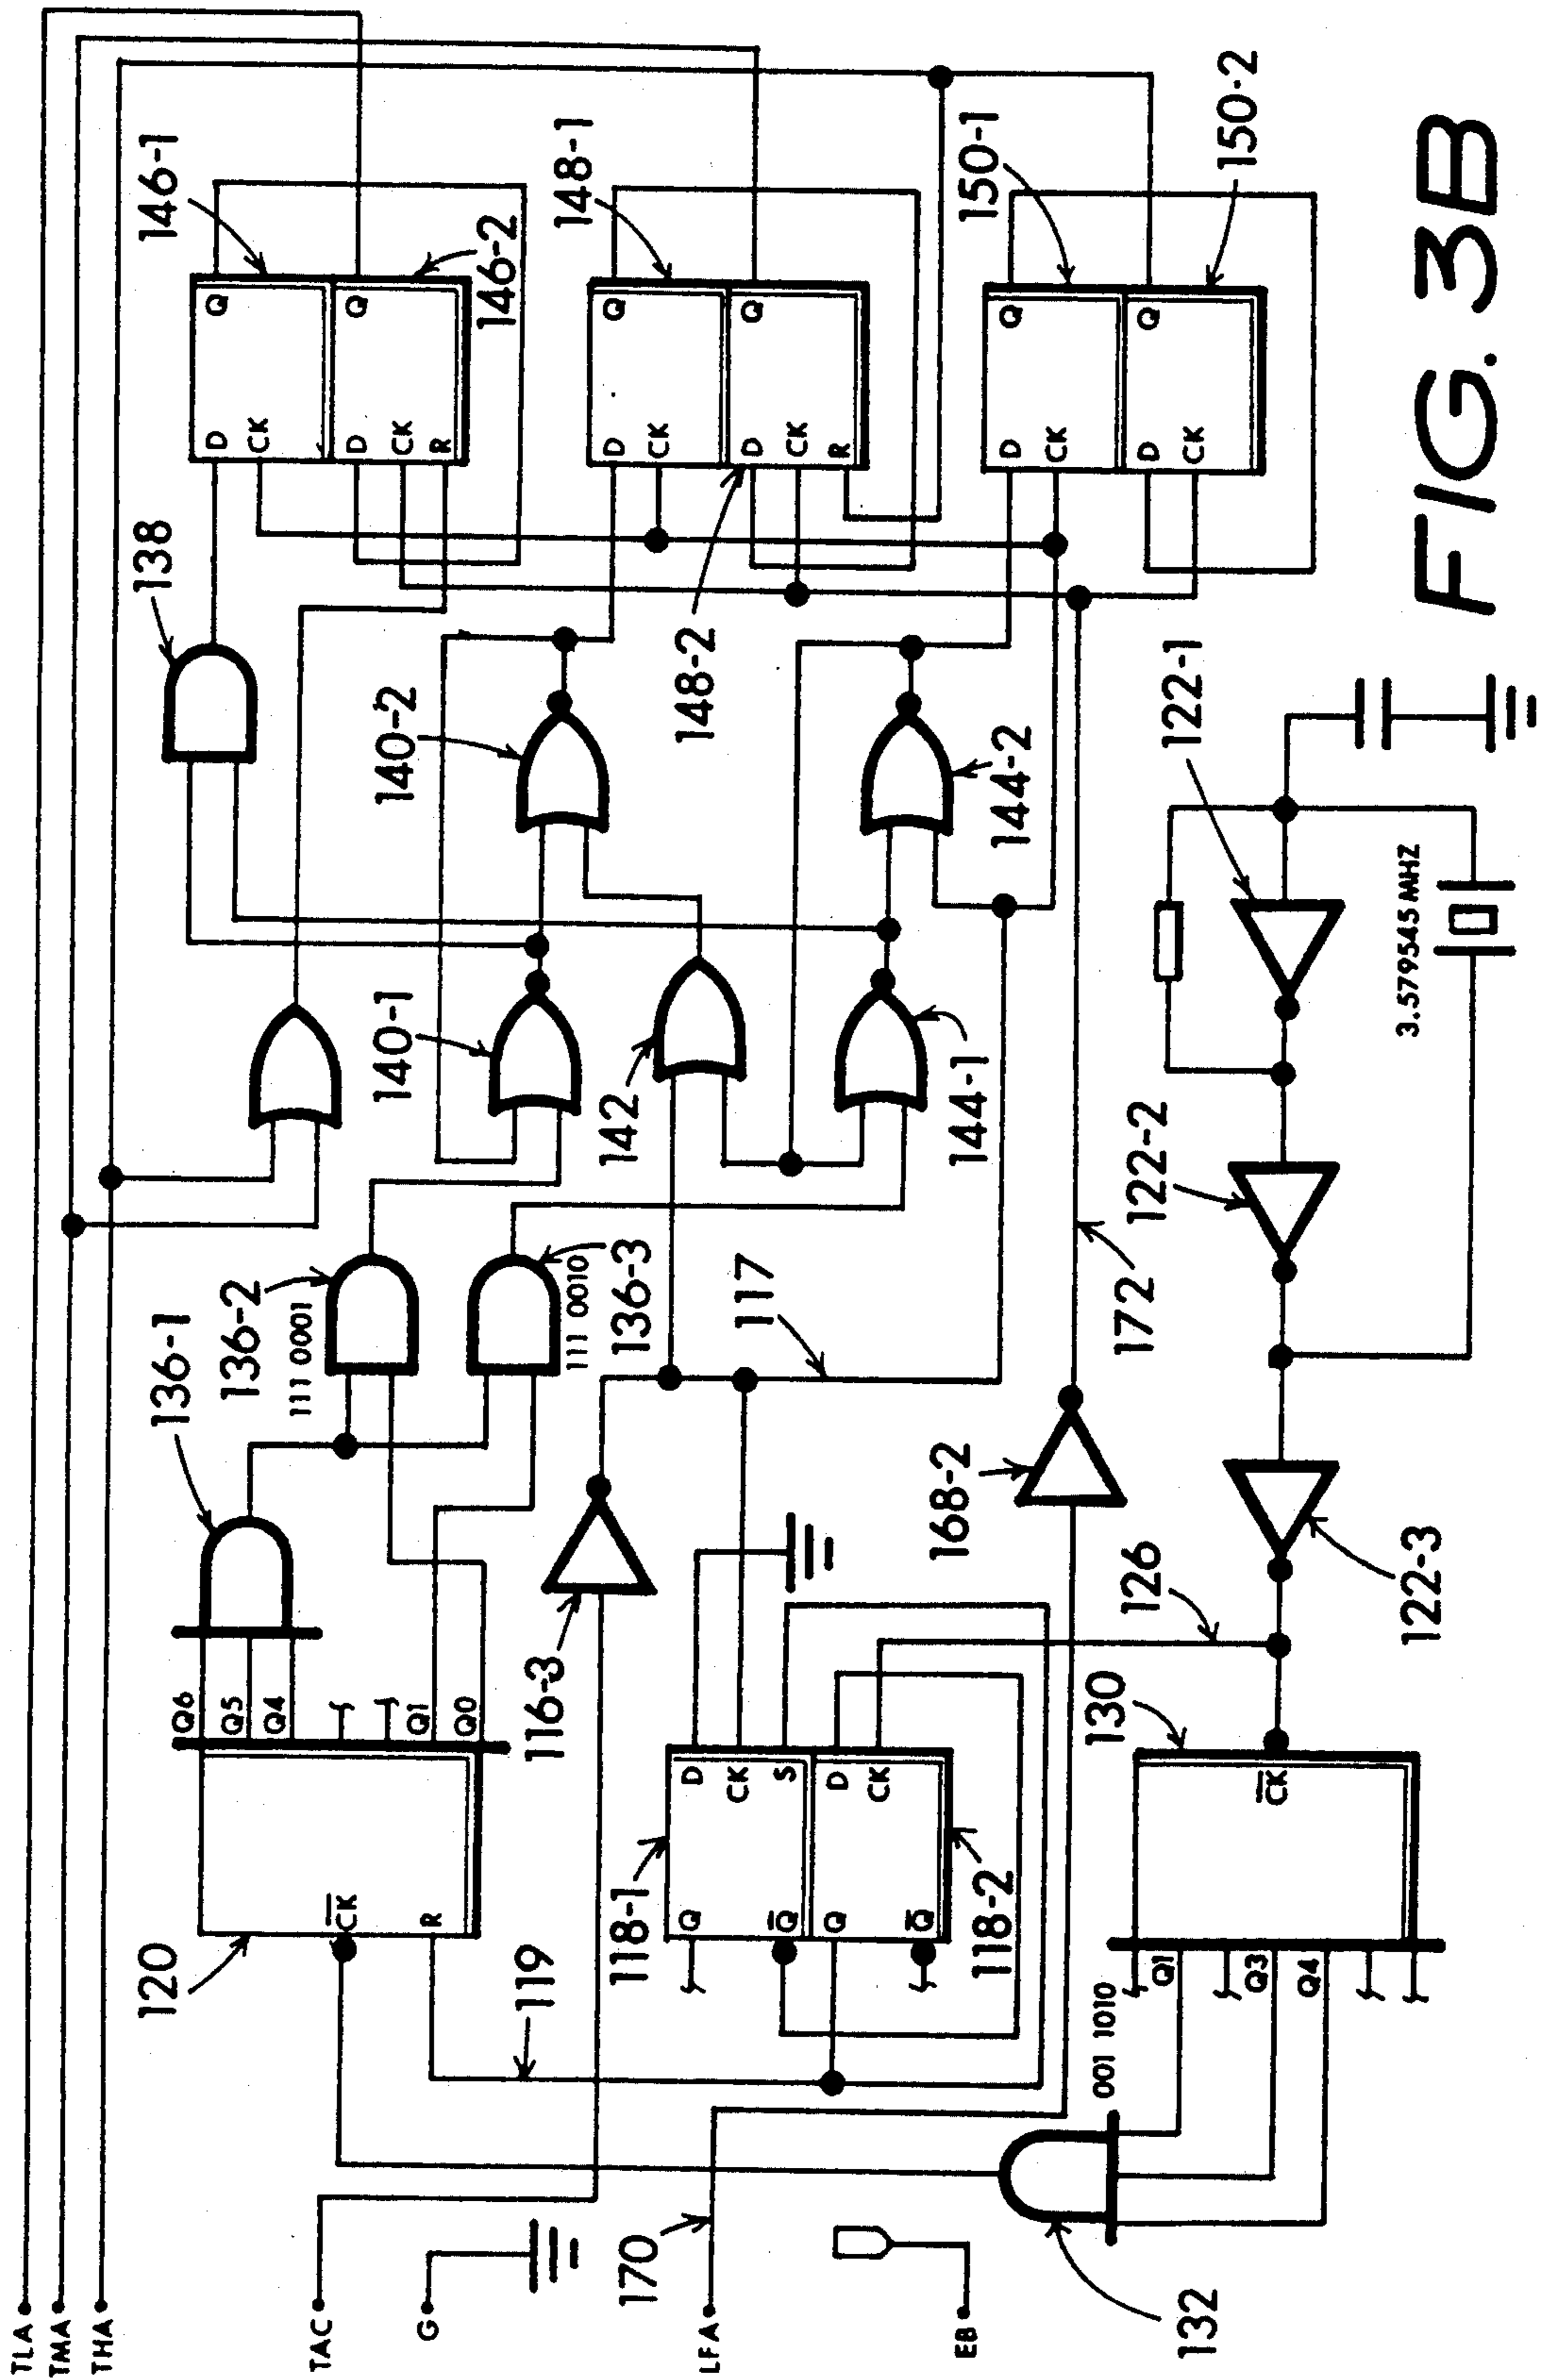 TLA
TMA
THA
TAC
G
170
LFA
EB
132
120
CK
R
Q6
Q5
Q4
Q1
Q0
119
118-1
Q
Q
Q
Q
D
CK
S
D
CK
118-2
116-3
136-1
136-2
111 0001
136-3
111 0010
117
140-1
142
144-1
138
140-2
148-2
144-2
146-1
D
CK
Q
D
CK
R
Q
146-2
148-1
D
CK
Q
D
CK
R
Q
150-1
D
CK
Q
D
CK
Q
150-2
168-2
172
126
130
CK
001 1010
Q1
Q3
Q4
122-3
122-2
122-1
3.579545 MHZ
FIG. 3B